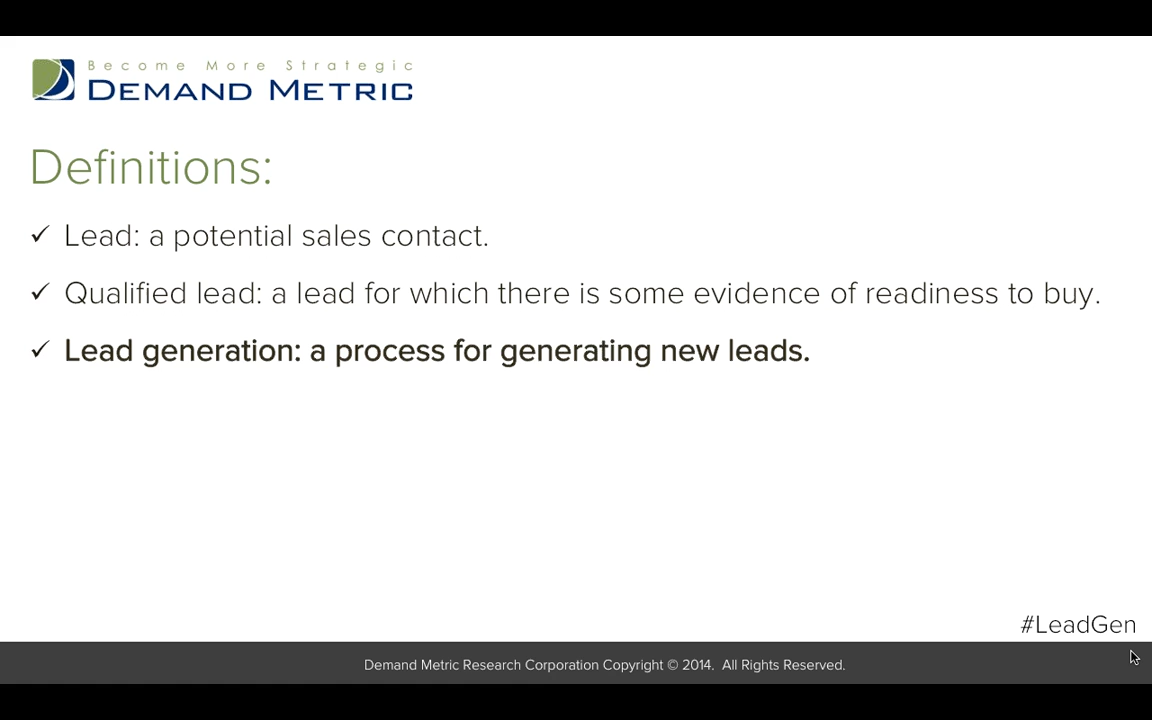 Become More Strategic
DEMAND METRIC
Definitions:
✓ Lead: a potential sales contact.
✓ Qualified lead: a lead for which there is some evidence of readiness to buy.
✓ Lead generation: a process for generating new leads.
#LeadGen
Demand Metric Research Corporation Copyright © 2014. All Rights Reserved.